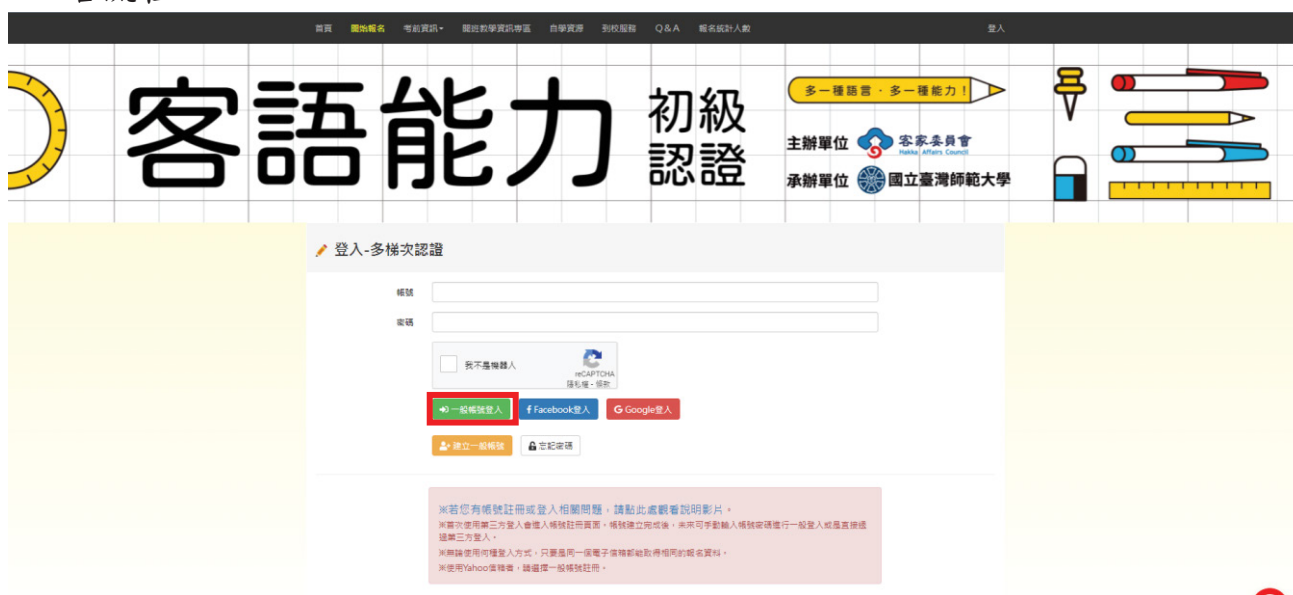 首頁 開始報名 考前資訊 開班教學資訊專區 自學資源 到校服務 Q&A 報名統計人數 登入
客語能力
初級
認證
多一種語言・多一種能力！
主辦單位 客家委員會
Hakka Affairs Council
承辦單位 國立臺灣師範大學
登入-多梯次認證
帳號
密碼
我不是機器人
reCAPTCHA
隱私權 - 條款
一般帳號登入 Facebook登入 Google登入
建立一般帳號 忘記密碼
※若您有帳號註冊或登入相關問題，請點此處觀看說明影片。
※首次使用第三方登入會進入帳號註冊頁面。帳號建立完成後，未來可手動輸入帳號密碼進行一般登入或是直接透
過第三方登入。
※無論使用何種登入方式，只要是同一個電子信箱都能取得相同的報名資料。
※使用Yahoo信箱者，請選擇一般帳號註冊。